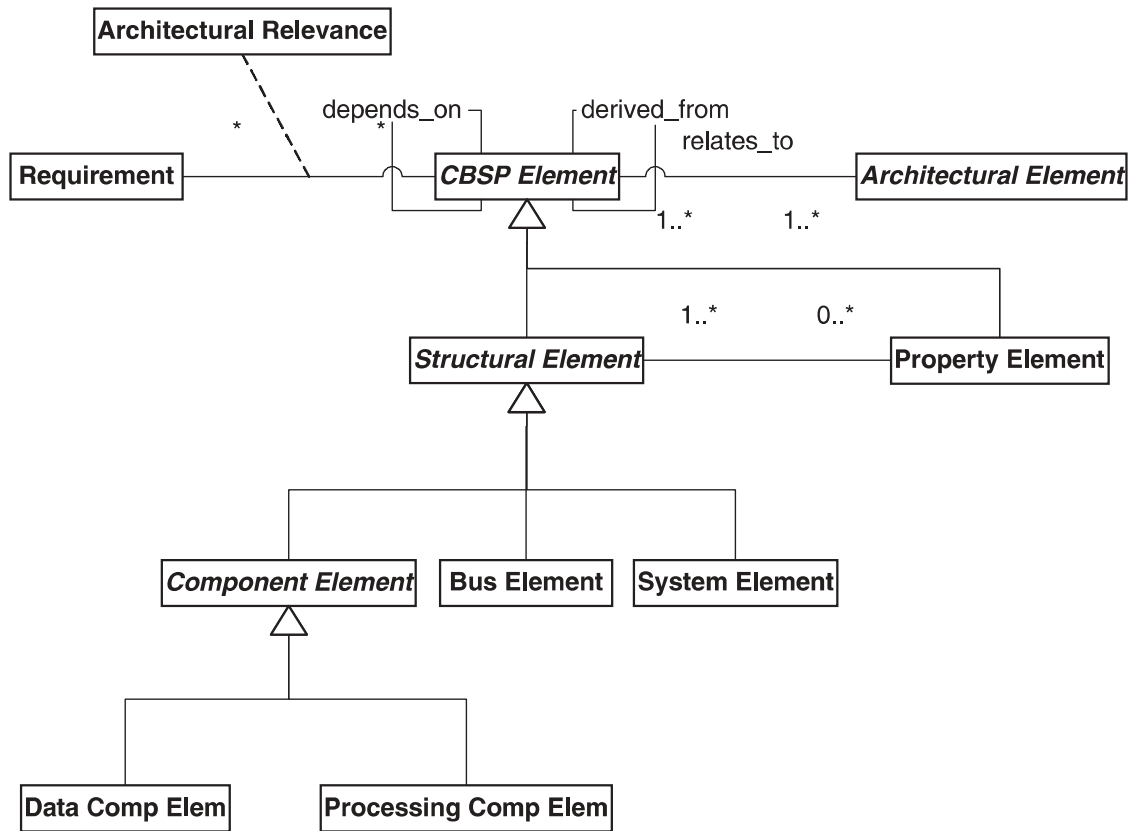 Architectural Relevance
depends_on
derived_from
* *
relates_to
Requirement
CBSP Element
Architectural Element
1..* 1..*
1..* 0..*
Structural Element
Property Element
Component Element
Bus Element
System Element
Data Comp Elem
Processing Comp Elem